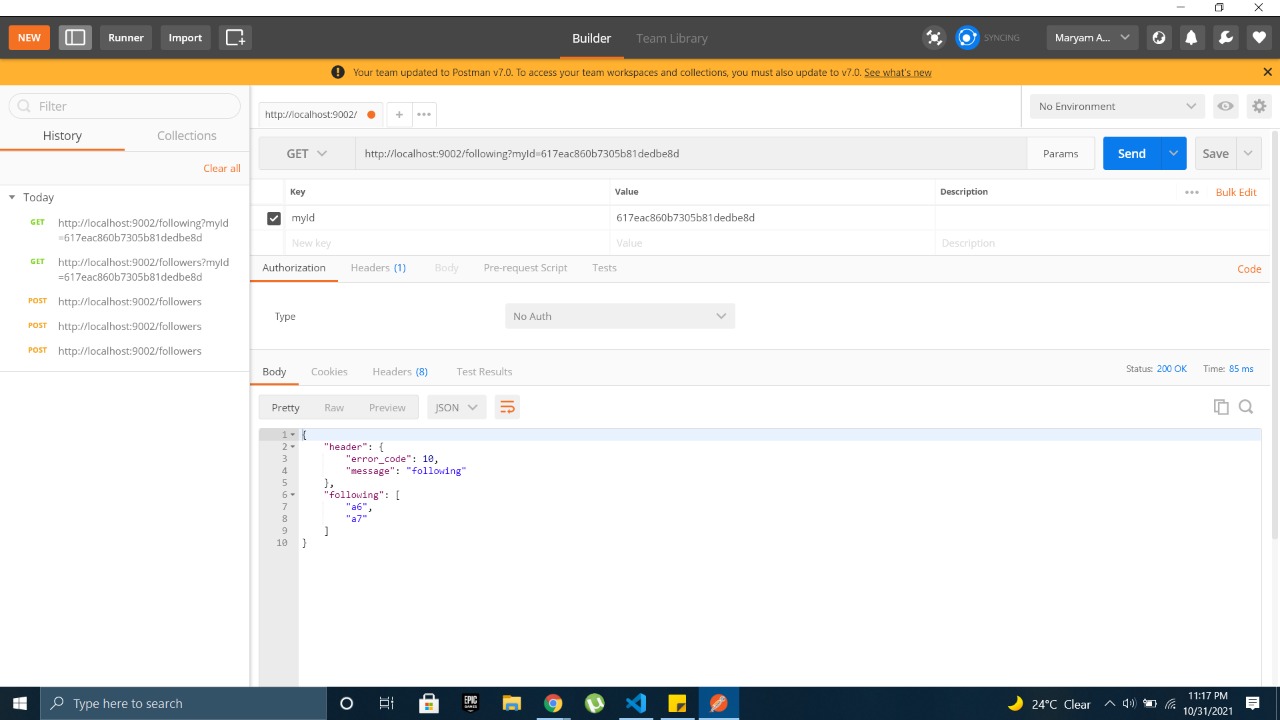 NEW
Runner
Import
Builder
Team Library
SYNCING
Maryam A...
Your team updated to Postman v7.0. To access your team workspaces and collections, you must also update to v7.0. See what's new
Filter
History
Collections
Clear all
Today
GET http://localhost:9002/following?myId
=617eac860b7305b81dedbe8d
GET http://localhost:9002/followers?myId
=617eac860b7305b81dedbe8d
POST http://localhost:9002/followers
POST http://localhost:9002/followers
POST http://localhost:9002/followers
http://localhost:9002/
No Environment
GET
http://localhost:9002/following?myId=617eac860b7305b81dedbe8d
Params
Send
Save
Key Value Description Bulk Edit
myId 617eac860b7305b81dedbe8d
New key Value Description
Authorization Headers (1) Body Pre-request Script Tests Code
Type No Auth
Body Cookies Headers (8) Test Results Status: 200 OK Time: 85 ms
Pretty Raw Preview JSON
1 {
2 "header": {
3 "error_code": 10,
4 "message": "following"
5 },
6 "following": [
7 "a6",
8 "a7"
9 ]
10 }
Type here to search
EPIC
GAMES
24°C Clear
11:17 PM
10/31/2021